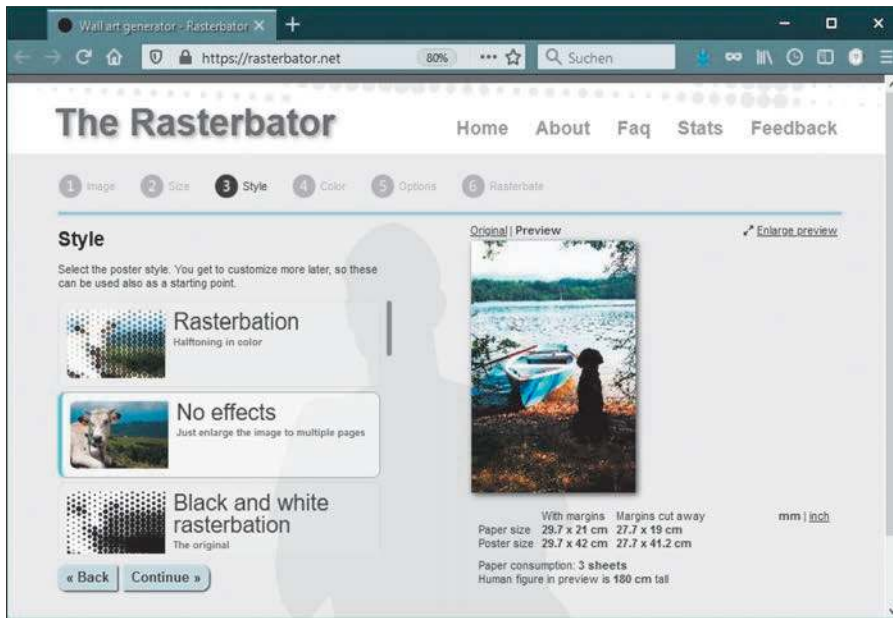 Wall art generator - Rasterbator
https://rasterbator.net
80%
Suchen
The Rasterbator
Home About Faq Stats Feedback
1 Image 2 Size 3 Style 4 Color 5 Options 6 Rasterbate
Style
Select the poster style. You get to customize more later, so these
can be used also as a starting point.
Rasterbation
Halftoning in color
No effects
Just enlarge the image to multiple pages
Black and white
rasterbation
The original
« Back Continue »
Original | Preview
Enlarge preview
With margins Margins cut away
mm | inch
Paper size 29.7 x 21 cm 27.7 x 19 cm
Poster size 29.7 x 42 cm 27.7 x 41.2 cm
Paper consumption: 3 sheets
Human figure in preview is 180 cm tall